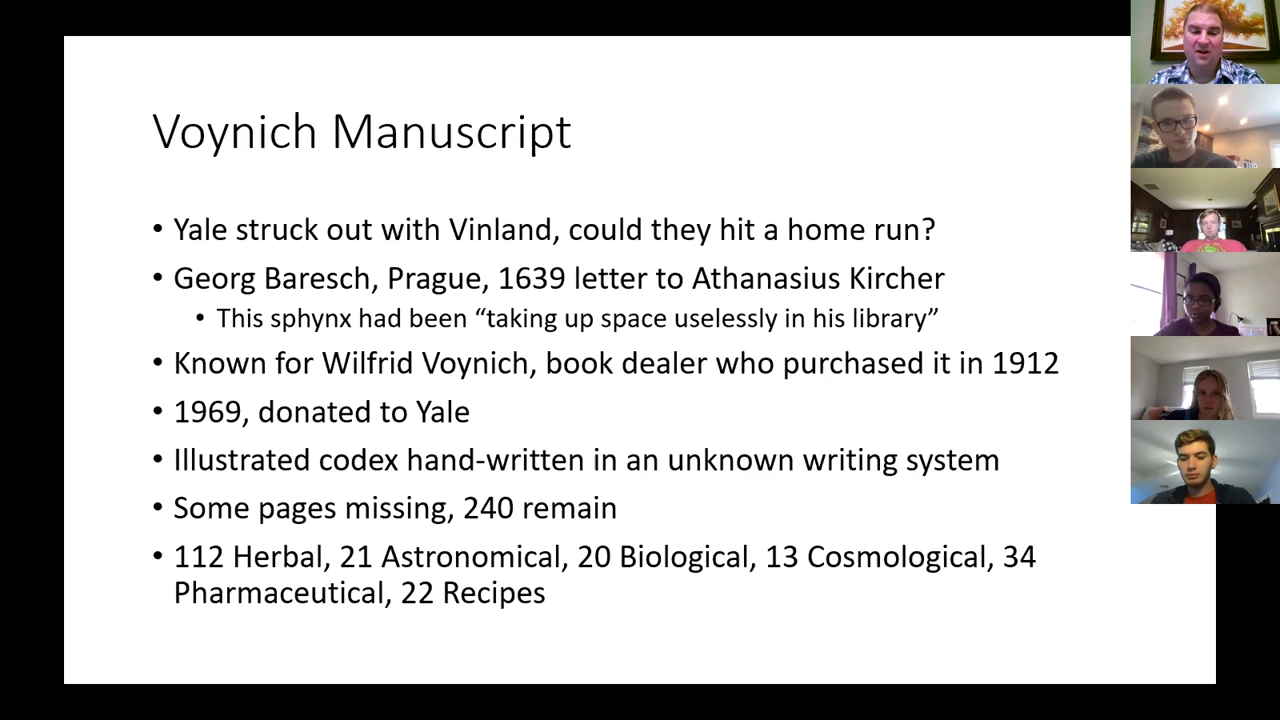 Voynich Manuscript
• Yale struck out with Vinland, could they hit a home run?
• Georg Baresch, Prague, 1639 letter to Athanasius Kircher
• This sphynx had been “taking up space uselessly in his library”
• Known for Wilfrid Voynich, book dealer who purchased it in 1912
• 1969, donated to Yale
• Illustrated codex hand-written in an unknown writing system
• Some pages missing, 240 remain
• 112 Herbal, 21 Astronomical, 20 Biological, 13 Cosmological, 34
Pharmaceutical, 22 Recipes